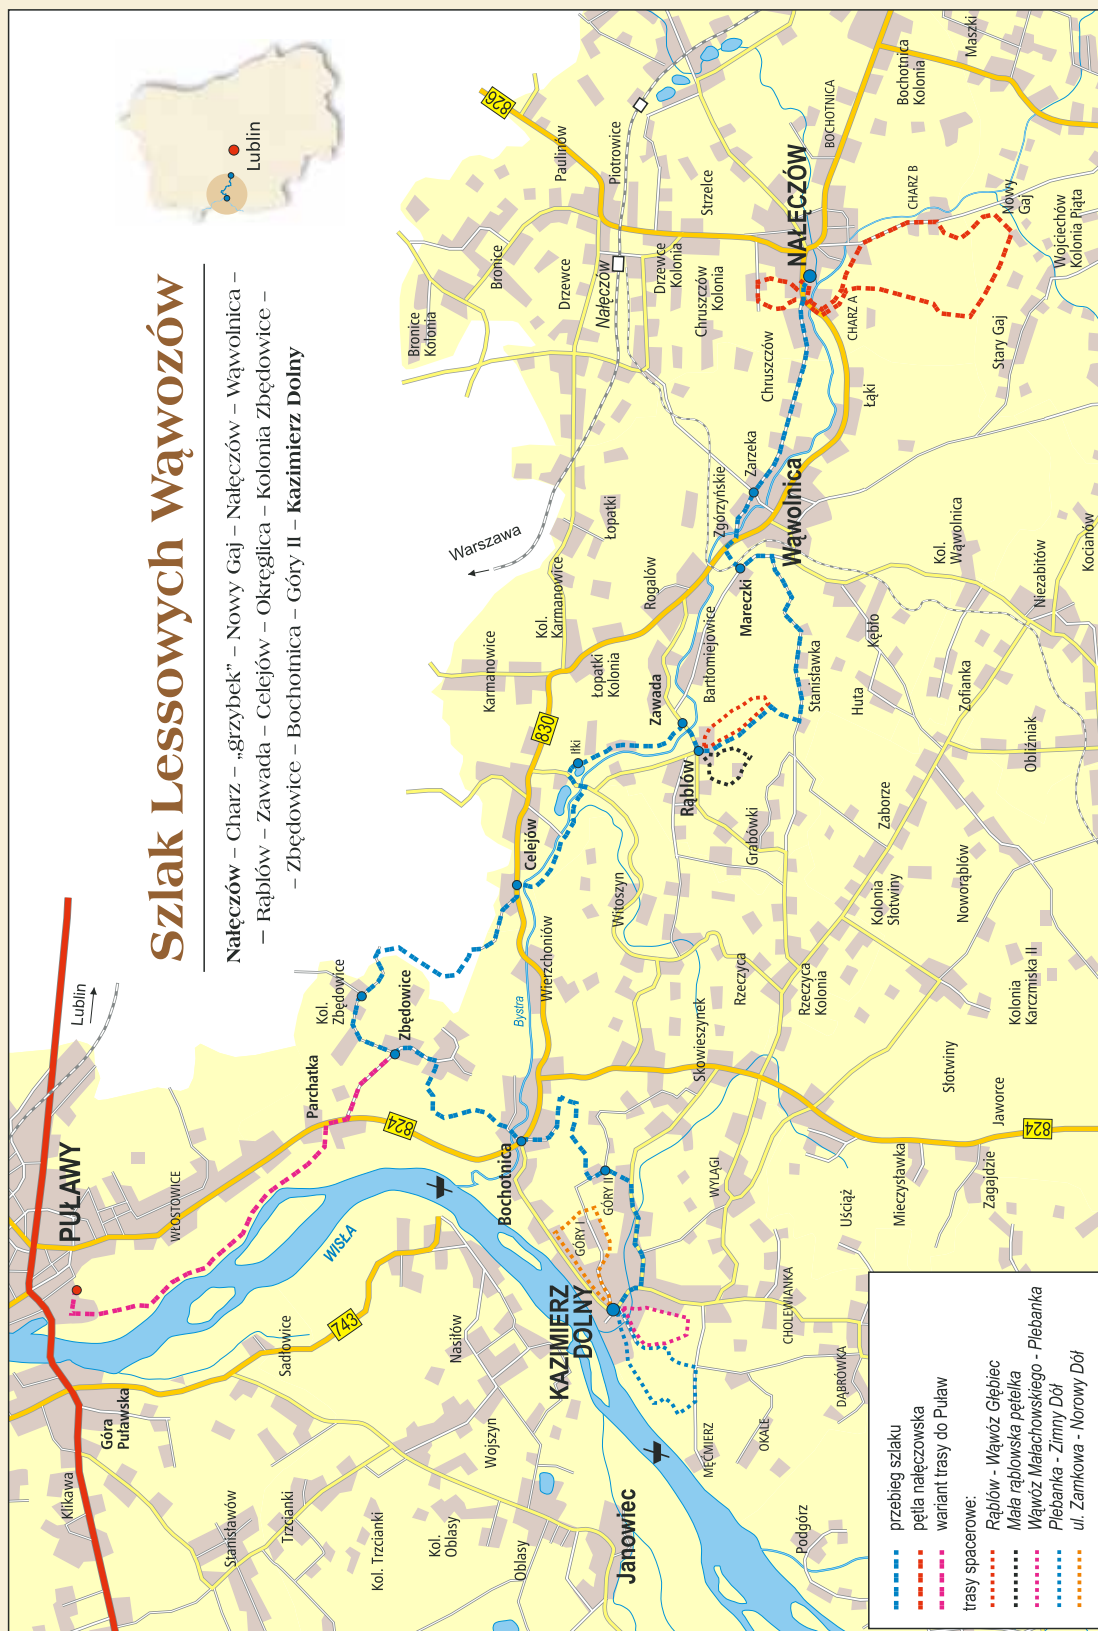 Szlak Lessowych Wąwozów
Nałęczów – Charz – „grzybek” – Nowy Gaj – Nałęczów – Wąwolnica –
– Rąblów – Zawada – Celejów – Okręglica – Kolonia Zbędowice –
– Zbędowice – Bochotnica – Góry II – Kazimierz Dolny
Lublin
Lublin
PUŁAWY
WŁOSTOWICE
Parchatka
Kol.
Zbędowice
Zbędowice
824
WISŁA
743
Góra
Puławska
Klikawa
Sadłowice
Nasiłów
Stanisławów
Trzcianki
Kol. Trzcianki
Wojszyn
Kol.
Oblasy
Oblasy
Janowiec
Podgórz
Bochotnica
KAZIMIERZ
DOLNY
GÓRY I
GÓRY II
MĘĆMIERZ
OKALE
DĄBRÓWKA
CHOLEWIANKA
WYLĄGI
Uściąż
Mieczysławka
Zagajdzie
824
Jaworce
Słotwiny
Skowieszynek
Rzeczyca
Rzeczyca
Kolonia
Kolonia
Karczmiska II
Bystra
Wierzchoniów
Witoszyn
Celejów
830
Iłki
Rąblów
Zawada
Grabówki
Kolonia
Słotwiny
Noworąblów
Zaborze
Obliźniak
Zofianka
Huta
Kębło
Stanisławka
Bartłomiejowice
Mareczki
Rogalów
Łopatki
Kolonia
Kol.
Karmanowice
Karmanowice
Łopatki
Warszawa
Zgórzyńskie
Zarzeka
Wąwolnica
Kol.
Wąwolnica
Niezabitów
Kocianów
Łąki
Chruszczów
Chruszczów
Kolonia
Drzewce
Kolonia
Nałęczów
Drzewce
Bronice
Bronice
Kolonia
Paulinów
826
Piotrowice
Strzelce
NAŁĘCZÓW
BOCHOTNICA
Bochotnica
Kolonia
Maszki
CHARZ A
CHARZ B
Nowy
Gaj
Stary Gaj
Wojciechów
Kolonia Piąta
przebieg szlaku
pętla nałęczowska
wariant trasy do Puław
trasy spacerowe:
Rąblów - Wąwóz Głębiec
Mała rąblowska pętelka
Wąwóz Małachowskiego - Plebanka
Plebanka - Zimny Dół
ul. Zamkowa - Norowy Dół